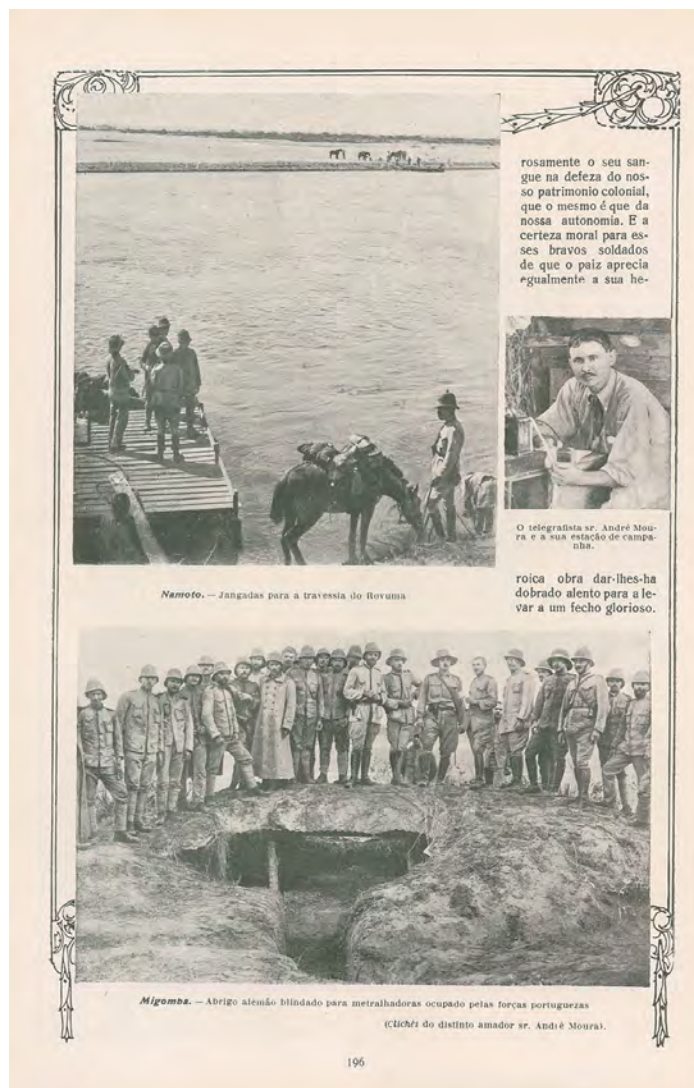 rosamente o seu san-
gue na defeza do nos-
so patrimonio colonial,
que o mesmo é que da
nossa autonomia. E a
certeza moral para es-
ses bravos soldados
de que o paiz aprecia
egualmente a sua he-
O telegrafista sr. André Mou-
ra e a sua estação de campa-
nha.
roica obra dar-lhes-ha
dobrado alento para a le-
var a um fecho glorioso.
Namoto. — Jangadas para a travessia do Rovuma
Migomba. — Abrigo alemão blindado para metralhadoras ocupado pelas forças portuguezas
(Clichés do distinto amador sr. André Moura).
196